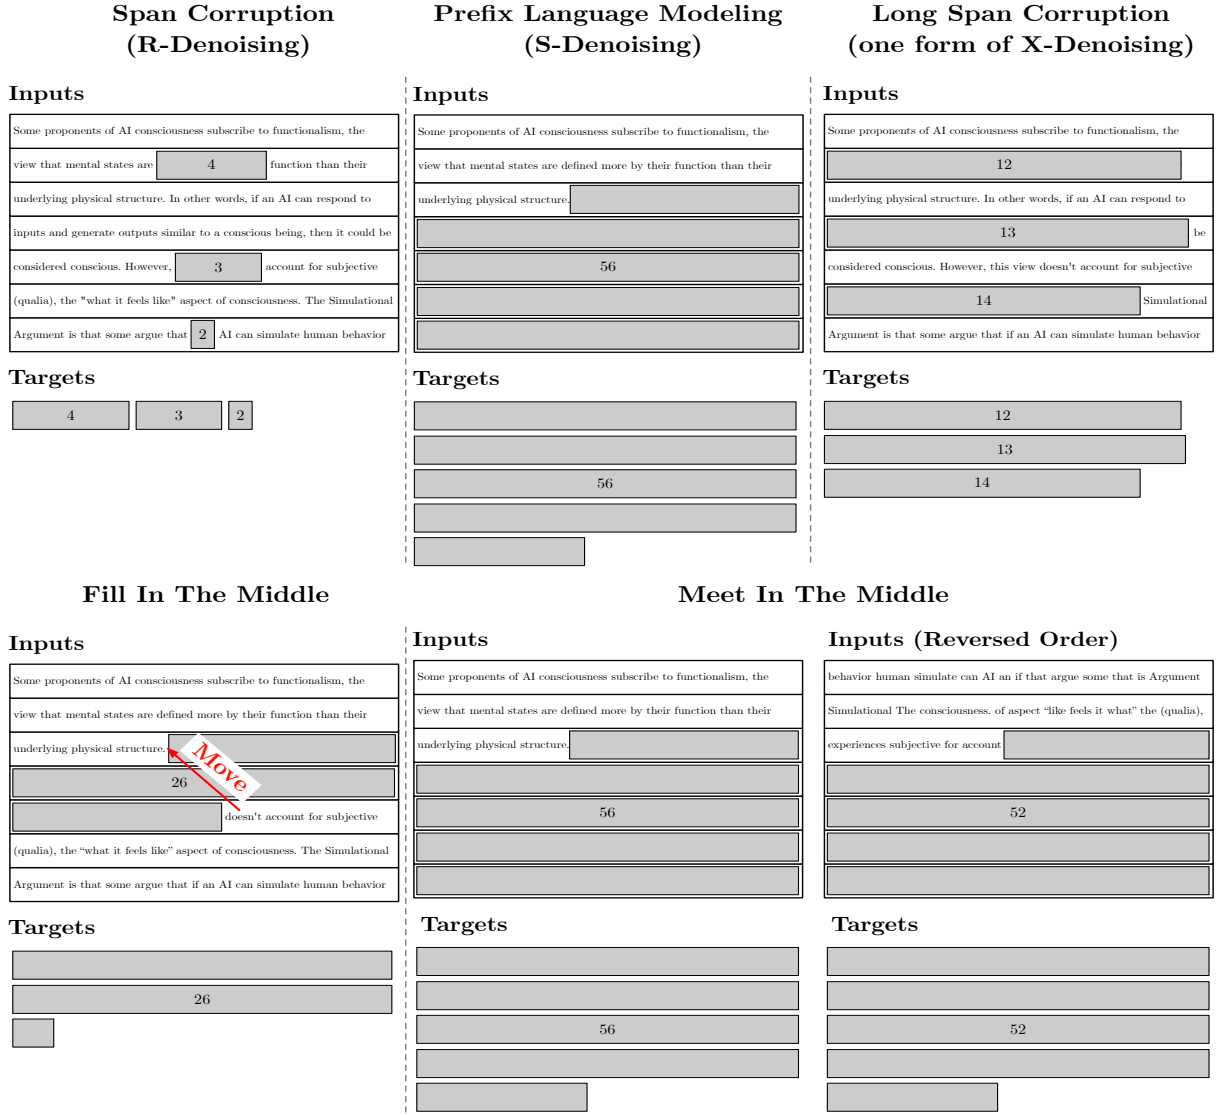 Span Corruption
(R-Denoising)
Inputs
Some proponents of AI consciousness subscribe to functionalism, the
view that mental states are 4 function than their
underlying physical structure. In other words, if an AI can respond to
inputs and generate outputs similar to a conscious being, then it could be
considered conscious. However, 3 account for subjective
(qualia), the "what it feels like" aspect of consciousness. The Simulational
Argument is that some argue that 2 AI can simulate human behavior
Targets
4 3 2
Prefix Language Modeling
(S-Denoising)
Inputs
Some proponents of AI consciousness subscribe to functionalism, the
view that mental states are defined more by their function than their
underlying physical structure.
56
Targets
56
Long Span Corruption
(one form of X-Denoising)
Inputs
Some proponents of AI consciousness subscribe to functionalism, the
12
underlying physical structure. In other words, if an AI can respond to
13 be
considered conscious. However, this view doesn't account for subjective
14 Simulational
Argument is that some argue that if an AI can simulate human behavior
Targets
12
13
14
Fill In The Middle
Inputs
Some proponents of AI consciousness subscribe to functionalism, the
view that mental states are defined more by their function than their
underlying physical structure.
Move
26
doesn't account for subjective
(qualia), the “what it feels like” aspect of consciousness. The Simulational
Argument is that some argue that if an AI can simulate human behavior
Targets
26
Meet In The Middle
Inputs
Some proponents of AI consciousness subscribe to functionalism, the
view that mental states are defined more by their function than their
underlying physical structure.
56
Targets
56
Inputs (Reversed Order)
behavior human simulate can AI an if that argue some that is Argument
Simulational The consciousness. of aspect “like feels it what” the (qualia),
experiences subjective for account
52
Targets
52